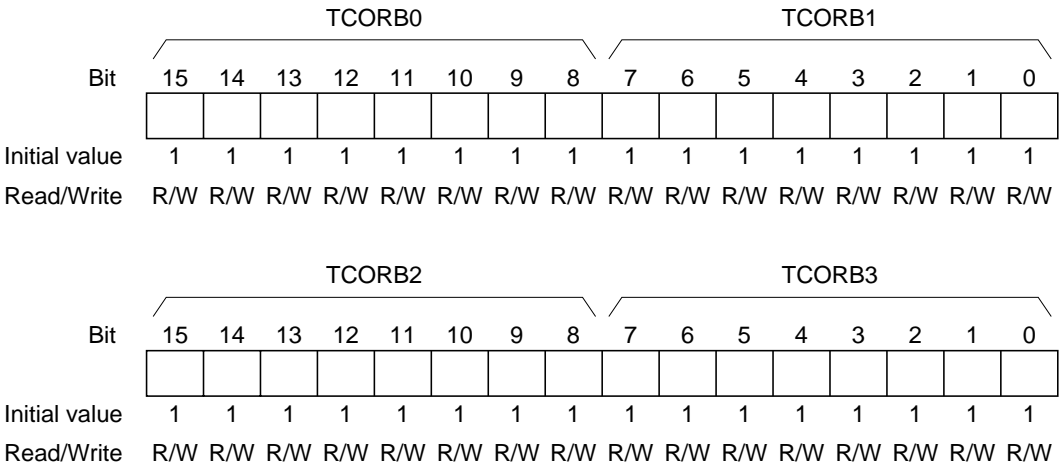 TCORB0 TCORB1
Bit 15 14 13 12 11 10 9 8 7 6 5 4 3 2 1 0
Initial value 1 1 1 1 1 1 1 1 1 1 1 1 1 1 1 1
Read/Write R/W R/W R/W R/W R/W R/W R/W R/W R/W R/W R/W R/W R/W R/W R/W R/W
TCORB2 TCORB3
Bit 15 14 13 12 11 10 9 8 7 6 5 4 3 2 1 0
Initial value 1 1 1 1 1 1 1 1 1 1 1 1 1 1 1 1
Read/Write R/W R/W R/W R/W R/W R/W R/W R/W R/W R/W R/W R/W R/W R/W R/W R/W